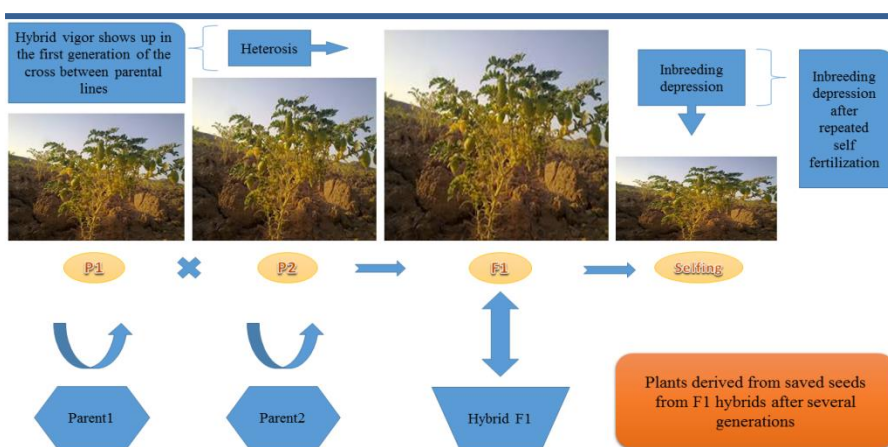 Hybrid vigor shows up in
the first generation of the
cross between parental
lines
Heterosis
Inbreeding
depression
Inbreeding
depression
after
repeated
self
fertilization
P1
P2
F1
Selfing
Parent1
Parent2
Hybrid F1
Plants derived from saved seeds
from F1 hybrids after several
generations